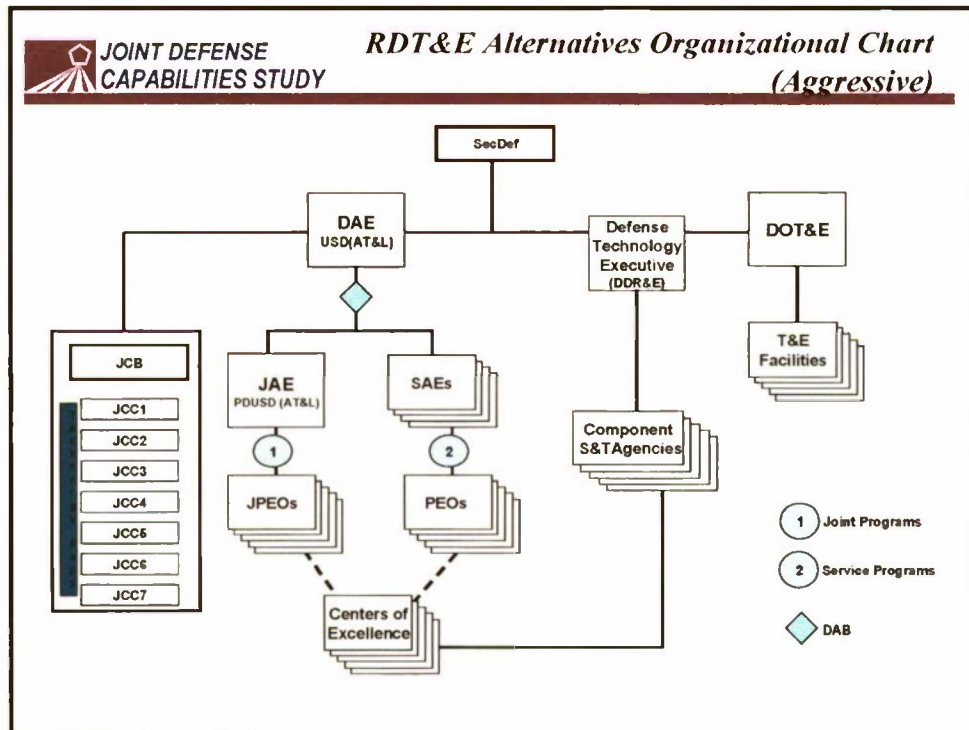 JOINT DEFENSE
CAPABILITIES STUDY
RDT&E Alternatives Organizational Chart
(Aggressive)
SecDef
DAE
USD(AT&L)
Defense
Technology
Executive
(DDR&E)
DOT&E
JCB
JCC1
JCC2
JCC3
JCC4
JCC5
JCC6
JCC7
JAE
PDUSD (AT&L)
SAEs
T&E
Facilities
1
2
Component
S&TAgencies
JPEOs
PEOs
Centers of
Excellence
1 Joint Programs
2 Service Programs
DAB